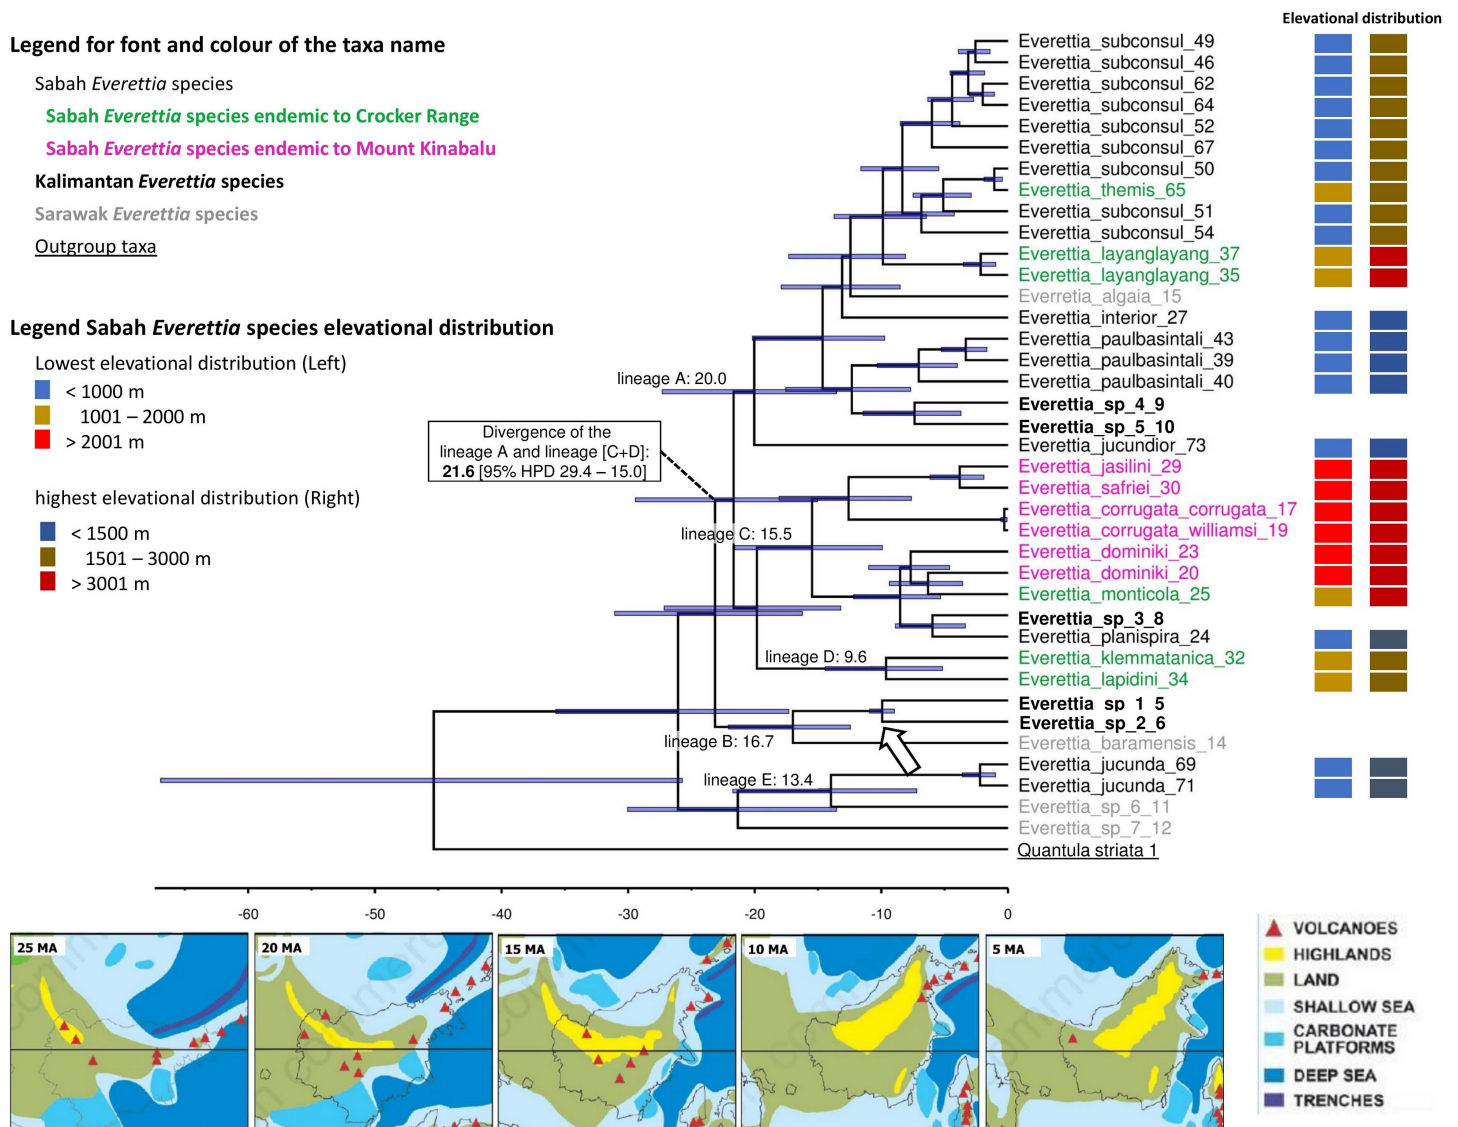 Elevational distribution
Legend for font and colour of the taxa name
Sabah Everettia species
Sabah Everettia species endemic to Crocker Range
Sabah Everettia species endemic to Mount Kinabalu
Kalimantan Everettia species
Sarawak Everettia species
Outgroup taxa
Legend Sabah Everettia species elevational distribution
Lowest elevational distribution (Left)
< 1000 m
1001 – 2000 m
> 2001 m
highest elevational distribution (Right)
< 1500 m
1501 – 3000 m
> 3001 m
Everettia_subconsul_49
Everettia_subconsul_46
Everettia_subconsul_62
Everettia_subconsul_64
Everettia_subconsul_52
Everettia_subconsul_67
Everettia_subconsul_50
Everettia_themis_65
Everettia_subconsul_51
Everettia_subconsul_54
Everettia_layanglayang_37
Everettia_layanglayang_35
Everretia_algaia_15
Everettia_interior_27
Everettia_paulbasintali_43
Everettia_paulbasintali_39
Everettia_paulbasintali_40
Everettia_sp_4_9
Everettia_sp_5_10
Everettia_jucundior_73
Everettia_jasilini_29
Everettia_safriei_30
Everettia_corrugata_corrugata_17
Everettia_corrugata_williamsi_19
Everettia_dominiki_23
Everettia_dominiki_20
Everettia_monticola_25
Everettia_sp_3_8
Everettia_planispira_24
Everettia_klemmatanica_32
Everettia_lapidini_34
Everettia_sp_1_5
Everettia_sp_2_6
Everettia_baramensis_14
Everettia_jucunda_69
Everettia_jucunda_71
Everettia_sp_6_11
Everettia_sp_7_12
Quantula striata 1
lineage A: 20.0
Divergence of the
lineage A and lineage [C+D]:
21.6 [95% HPD 29.4 – 15.0]
lineage C: 15.5
lineage D: 9.6
lineage B: 16.7
lineage E: 13.4
-60 -50 -40 -30 -20 -10 0
25 MA
20 MA
15 MA
10 MA
5 MA
VOLCANOES
HIGHLANDS
LAND
SHALLOW SEA
CARBONATE
PLATFORMS
DEEP SEA
TRENCHES